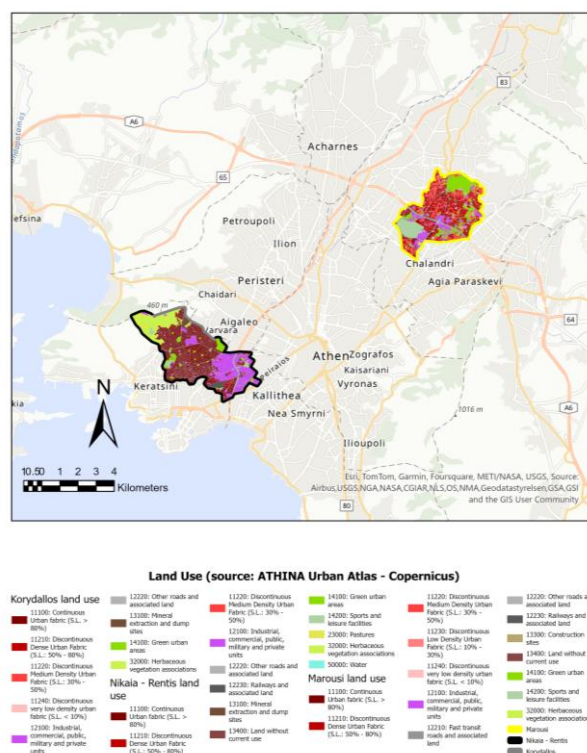 83
A6
Acharnes
65
lefsina
Petroupoli
Ilion
Chalandri
Agia Paraskevi
Peristeri
Chaidari
460 m
Aigaleo
Varvara
64
Athen
Zografos
Kaisariani
Vyronas
Peiraios
Keratsini
N
Kallithea
Nea Smyrni
kia
1016 m
A6
Ilioupoli
1 0.5 0 1 2 3 4
Kilometers
Esri, TomTom, Garmin, Foursquare, METI/NASA, USGS, Source:
Airbus,USGS,NGA,NASA,CGIAR,NLS,OS,NMA,Geodatastyrelsen,GSA,GSI
and the GIS User Community
80
Land Use (source: ATHINA Urban Atlas - Copernicus)
Korydallos land use
11100: Continuous
Urban fabric (S.L. >
80%)
11210: Discontinuous
Dense Urban Fabric
(S.L.: 50% - 80%)
11220: Discontinuous
Medium Density Urban
Fabric (S.L.: 30% -
50%)
11240: Discontinuous
very low density urban
fabric (S.L. < 10%)
12100: Industrial,
commercial, public,
military and private
units
12220: Other roads and
associated land
13100: Mineral
extraction and dump
sites
14100: Green urban
areas
32000: Herbaceous
vegetation associations
Nikaia - Rentis land
use
11100: Continuous
Urban Fabric (S.L. >
80%)
11210: Discontinuous
Dense Urban Fabric
(S.L.: 50% - 80%)
11220: Discontinuous
Medium Density Urban
Fabric (S.L.: 30% -
50%)
12100: Industrial,
commercial, public,
military and private
units
12220: Other roads and
associated land
12230: Railways and
associated land
13100: Mineral
extraction and dump
sites
13400: Land without
current use
14100: Green urban
areas
14200: Sports and
leisure facilities
23000: Pastures
32000: Herbaceous
vegetation associations
50000: Water
Marousi land use
11100: Continuous
Urban Fabric (S.L. >
80%)
11210: Discontinuous
Dense Urban Fabric
(S.L.: 50% - 80%)
11220: Discontinuous
Medium Density Urban
Fabric (S.L.: 30% -
50%)
11230: Discontinuous
Low Density Urban
Fabric (S.L.: 10% -
30%)
11240: Discontinuous
very low density urban
fabric (S.L. < 10%)
12100: Industrial,
commercial, public,
military and private
units
12210: Fast transit
roads and associated
land
12220: Other roads and
associated land
12230: Railways and
associated land
13300: Construction
sites
13400: Land without
current use
14100: Green urban
areas
14200: Sports and
leisure facilities
32000: Herbaceous
vegetation associations
Marousi
Nikaia - Rentis
Korydallos